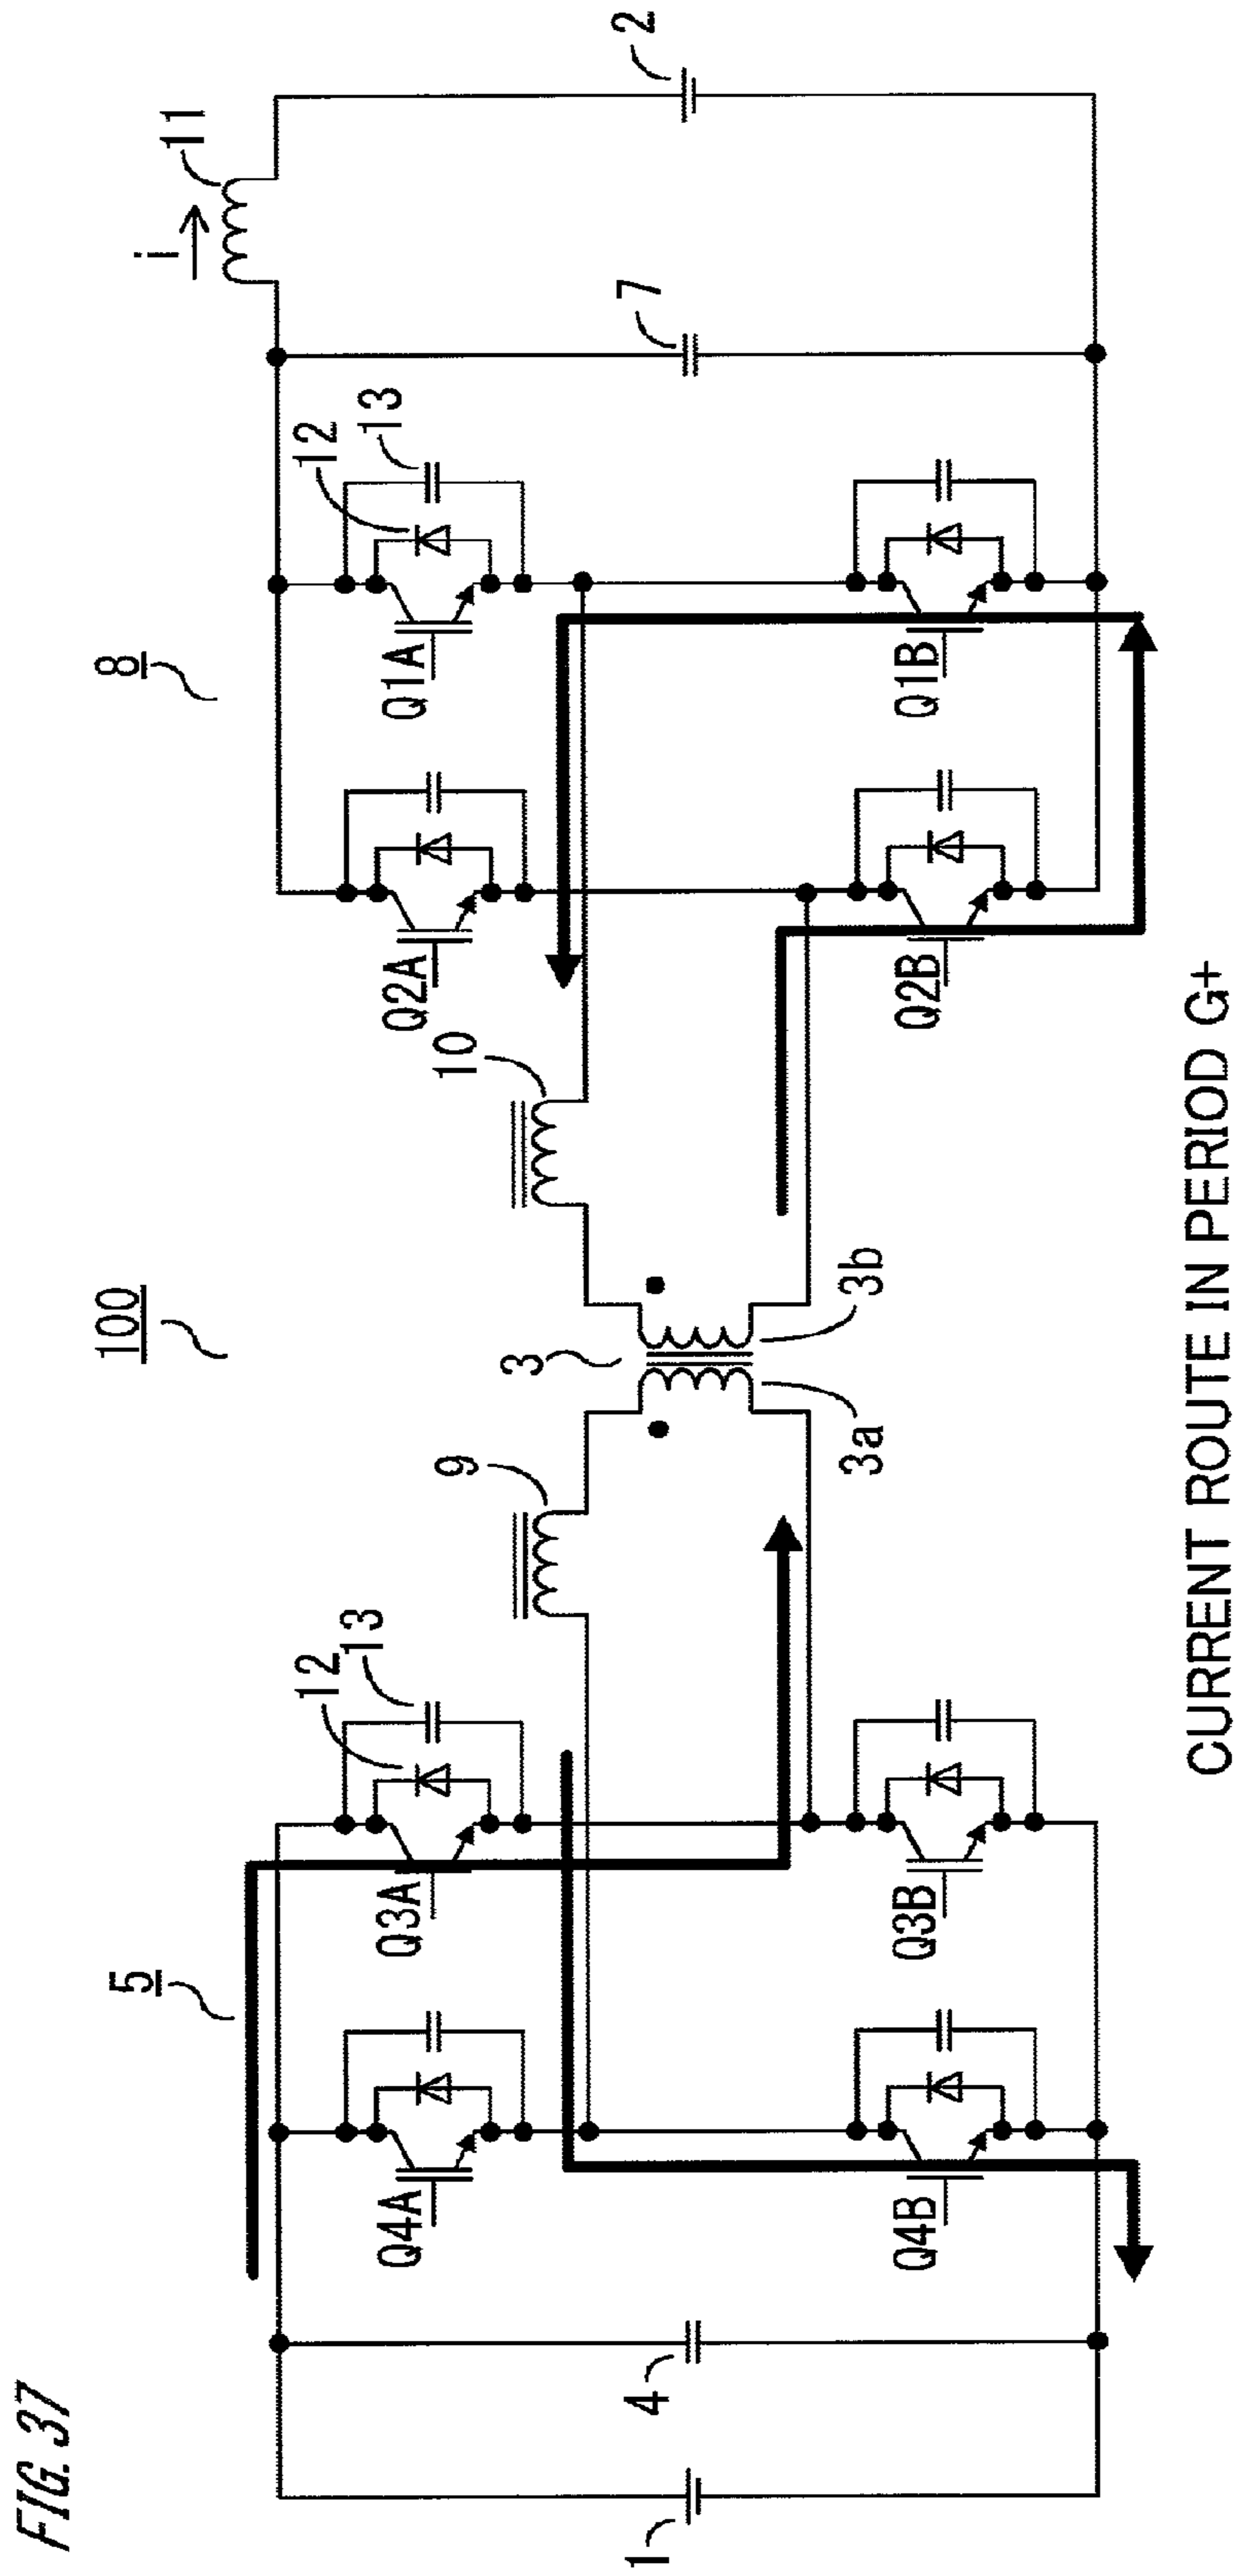 FIG. 37
100
5
8
i
11
12
13
12
13
Q4A
Q3A
9
10
Q2A
Q1A
1
4
3
7
2
3a
3b
Q4B
Q3B
Q2B
Q1B
CURRENT ROUTE IN PERIOD G+